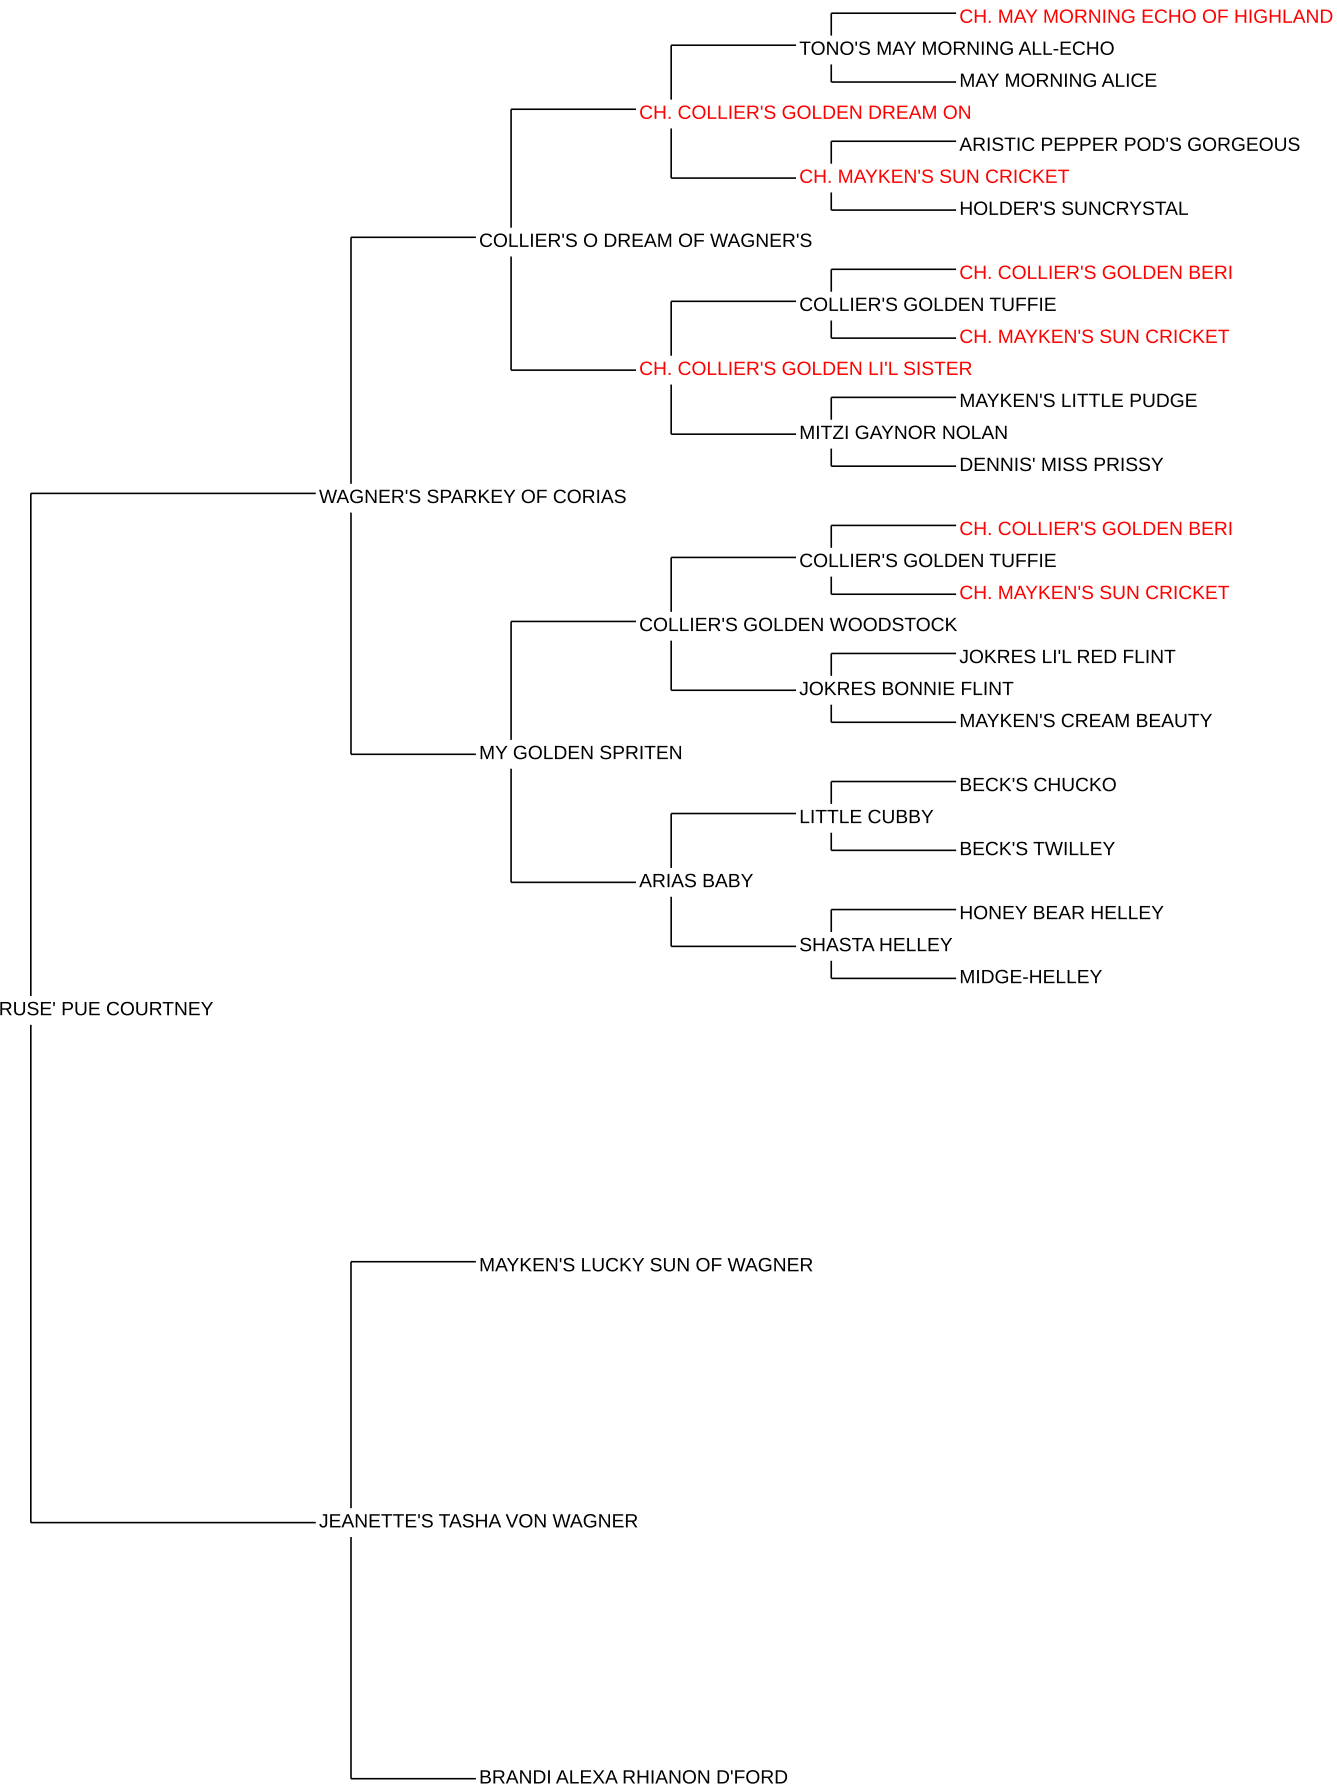 CH. MAY MORNING ECHO OF HIGHLAND
TONO'S MAY MORNING ALL-ECHO
MAY MORNING ALICE
CH. COLLIER'S GOLDEN DREAM ON
ARISTIC PEPPER POD'S GORGEOUS
CH. MAYKEN'S SUN CRICKET
HOLDER'S SUNCRYSTAL
COLLIER'S O DREAM OF WAGNER'S
CH. COLLIER'S GOLDEN BERI
COLLIER'S GOLDEN TUFFIE
CH. MAYKEN'S SUN CRICKET
CH. COLLIER'S GOLDEN LI'L SISTER
MAYKEN'S LITTLE PUDGE
MITZI GAYNOR NOLAN
DENNIS' MISS PRISSY
WAGNER'S SPARKEY OF CORIAS
CH. COLLIER'S GOLDEN BERI
COLLIER'S GOLDEN TUFFIE
CH. MAYKEN'S SUN CRICKET
COLLIER'S GOLDEN WOODSTOCK
JOKRES LI'L RED FLINT
JOKRES BONNIE FLINT
MAYKEN'S CREAM BEAUTY
MY GOLDEN SPRITEN
BECK'S CHUCKO
LITTLE CUBBY
BECK'S TWILLEY
ARIAS BABY
HONEY BEAR HELLEY
SHASTA HELLEY
MIDGE-HELLEY
RUSE' PUE COURTNEY
MAYKEN'S LUCKY SUN OF WAGNER
JEANETTE'S TASHA VON WAGNER
BRANDI ALEXA RHIANON D'FORD